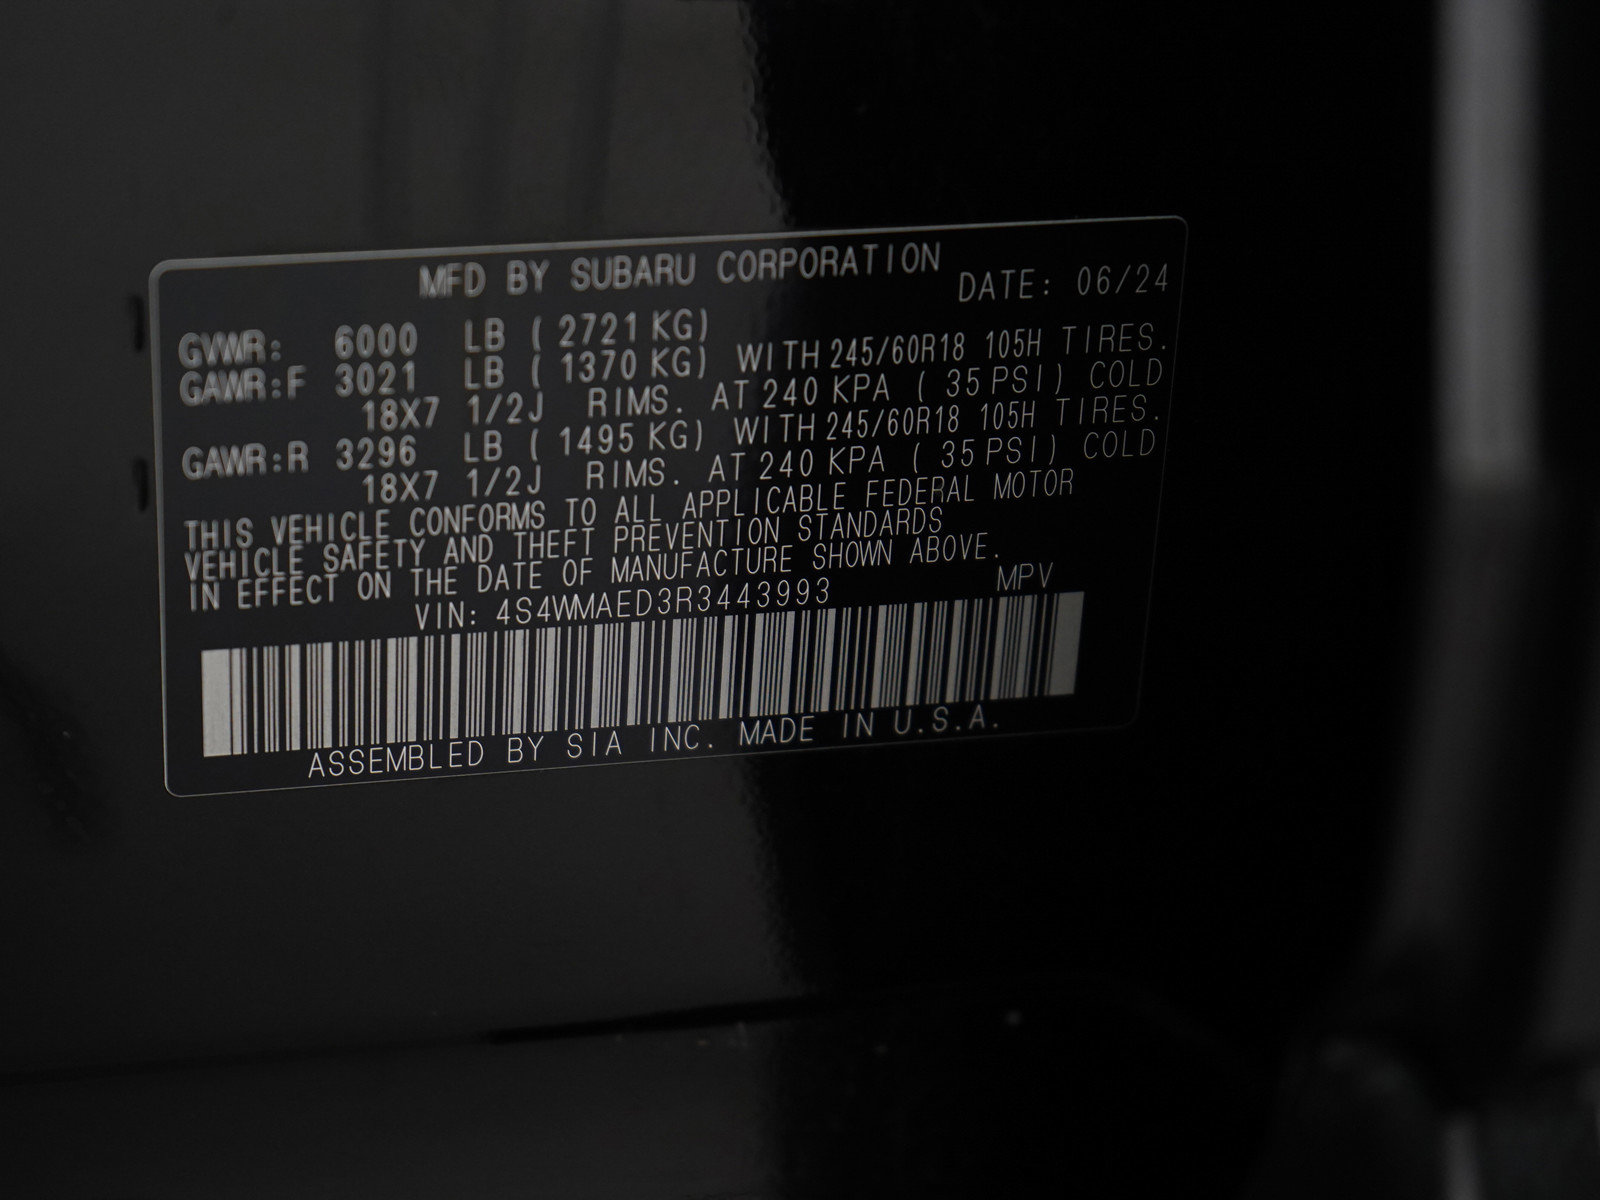 MFD BY SUBARU CORPORATION DATE: 06/24
GVWR: 6000 LB ( 2721 KG)
GAWR:F 3021 LB ( 1370 KG) WITH 245/60R18 105H TIRES.
18X7 1/2J RIMS. AT 240 KPA ( 35 PSI) COLD
GAWR:R 3296 LB ( 1495 KG) WITH 245/60R18 105H TIRES.
18X7 1/2J RIMS. AT 240 KPA ( 35 PSI) COLD
THIS VEHICLE CONFORMS TO ALL APPLICABLE FEDERAL MOTOR
VEHICLE SAFETY AND THEFT PREVENTION STANDARDS
IN EFFECT ON THE DATE OF MANUFACTURE SHOWN ABOVE.
VIN: 4S4WMAED3R3443993 MPV
ASSEMBLED BY SIA INC. MADE IN U.S.A.